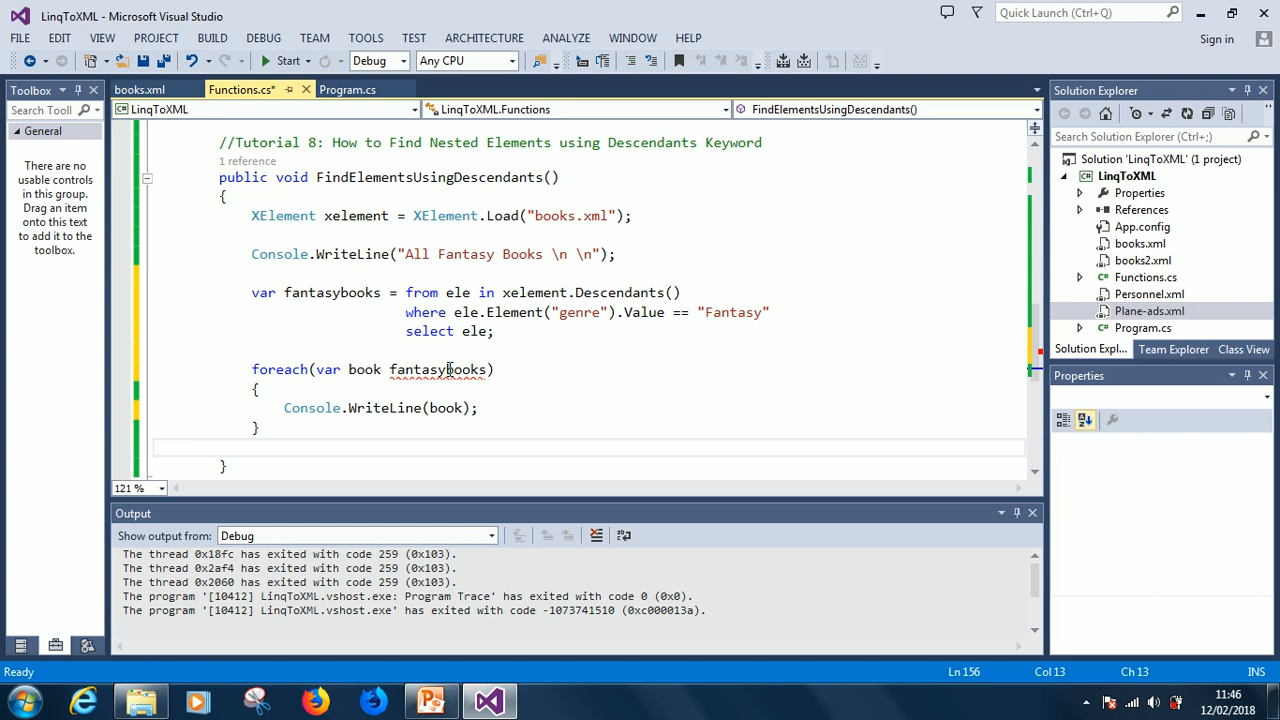 LinqToXML - Microsoft Visual Studio
Quick Launch (Ctrl+Q)
FILE EDIT VIEW PROJECT BUILD DEBUG TEAM TOOLS TEST ARCHITECTURE ANALYZE WINDOW HELP
Sign in
Start Debug Any CPU
Toolbox
Search Tool
General
There are no
usable controls
in this group.
Drag an item
onto this text
to add it to the
toolbox.
books.xml Functions.cs* Program.cs
LinqToXML LinqToXML.Functions FindElementsUsingDescendants()
//Tutorial 8: How to Find Nested Elements using Descendants Keyword
1 reference
public void FindElementsUsingDescendants()
{
XElement xelement = XElement.Load("books.xml");
Console.WriteLine("All Fantasy Books \n \n");
var fantasybooks = from ele in xelement.Descendants()
where ele.Element("genre").Value == "Fantasy"
select ele;
foreach(var book fantasybooks)
{
Console.WriteLine(book);
}
}
121 %
Solution Explorer
Search Solution Explorer (Ctrl+;)
Solution 'LinqToXML' (1 project)
LinqToXML
Properties
References
App.config
books.xml
books2.xml
Functions.cs
Personnel.xml
Plane-ads.xml
Program.cs
Solution Expl... Team Explorer Class View
Properties
Output
Show output from: Debug
The thread 0x18fc has exited with code 259 (0x103).
The thread 0x2af4 has exited with code 259 (0x103).
The thread 0x2060 has exited with code 259 (0x103).
The program '[10412] LinqToXML.vshost.exe: Program Trace' has exited with code 0 (0x0).
The program '[10412] LinqToXML.vshost.exe' has exited with code -1073741510 (0xc000013a).
Ready Ln 156 Col 13 Ch 13 INS
11:46
12/02/2018